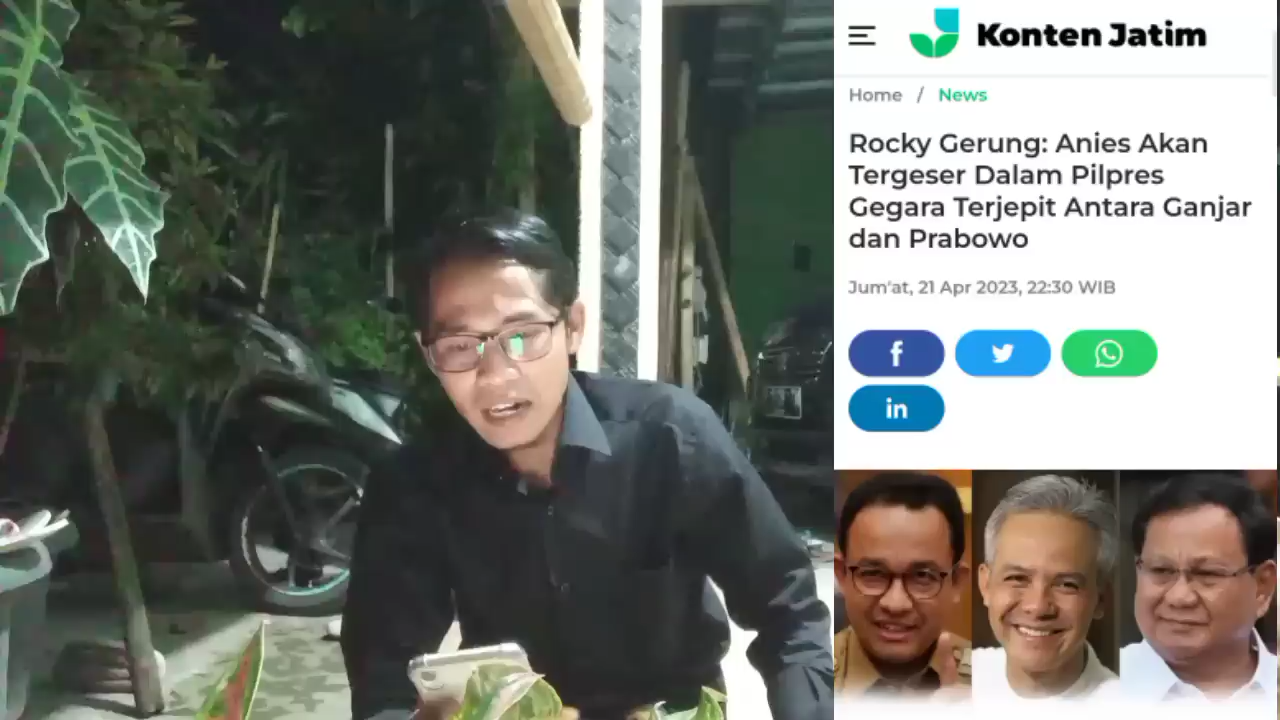 Konten Jatim
Home / News
Rocky Gerung: Anies Akan
Tergeser Dalam Pilpres
Gegara Terjepit Antara Ganjar
dan Prabowo
Jum'at, 21 Apr 2023, 22:30 WIB
f
in